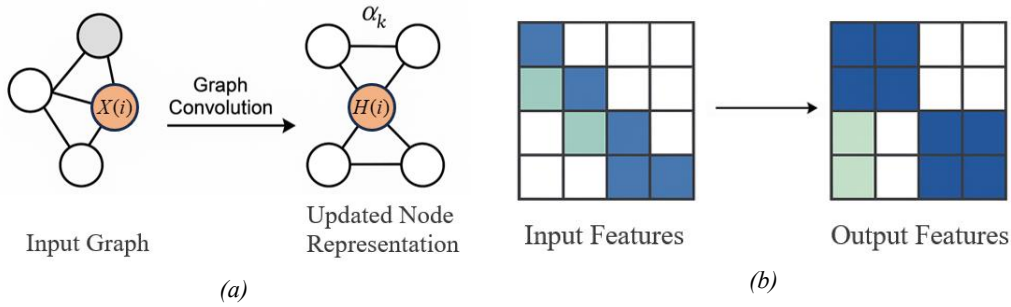 α_k
X(i)
Graph
Convolution
H(i)
Input Graph
Updated Node
Representation
(a)
Input Features
Output Features
(b)